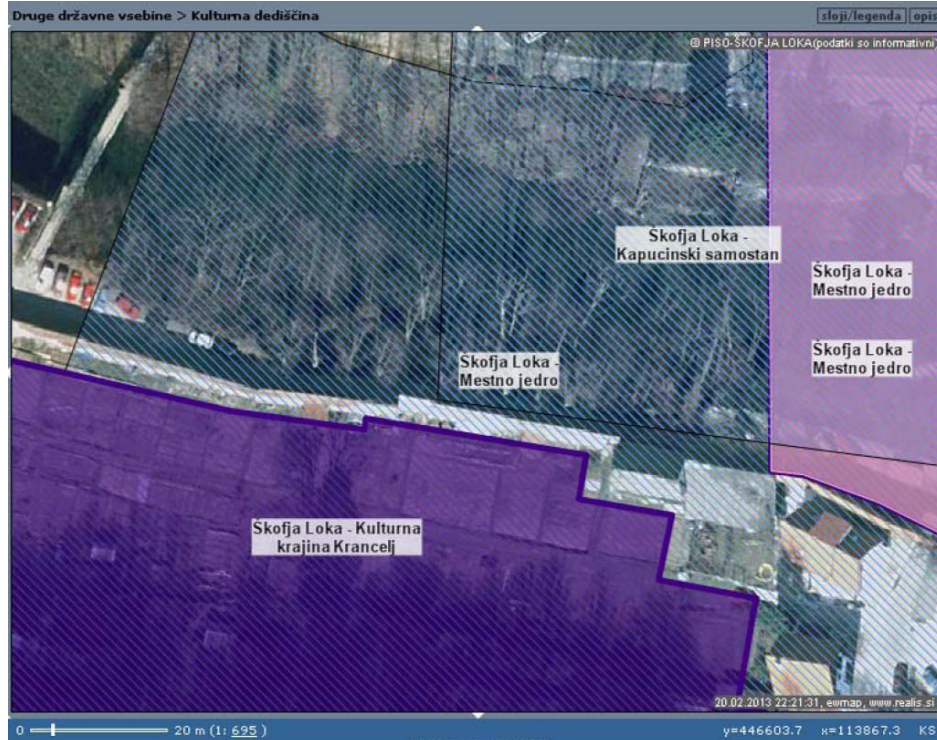 Druge državne vsebine > Kulturna dediščina
sloji/legenda
opis
© PISO-ŠKOFJA LOKA(podatki so informativni)
Škofja Loka -
Kapucinski samostan
Škofja Loka -
Mestno jedro
Škofja Loka -
Mestno jedro
Škofja Loka -
Mestno jedro
Škofja Loka - Kulturna
krajina Krancelj
20.02.2013 22:21:31, ewmap, www.realis.si
0 20 m (1: 695 ) y=446603.7 x=113867.3 KS